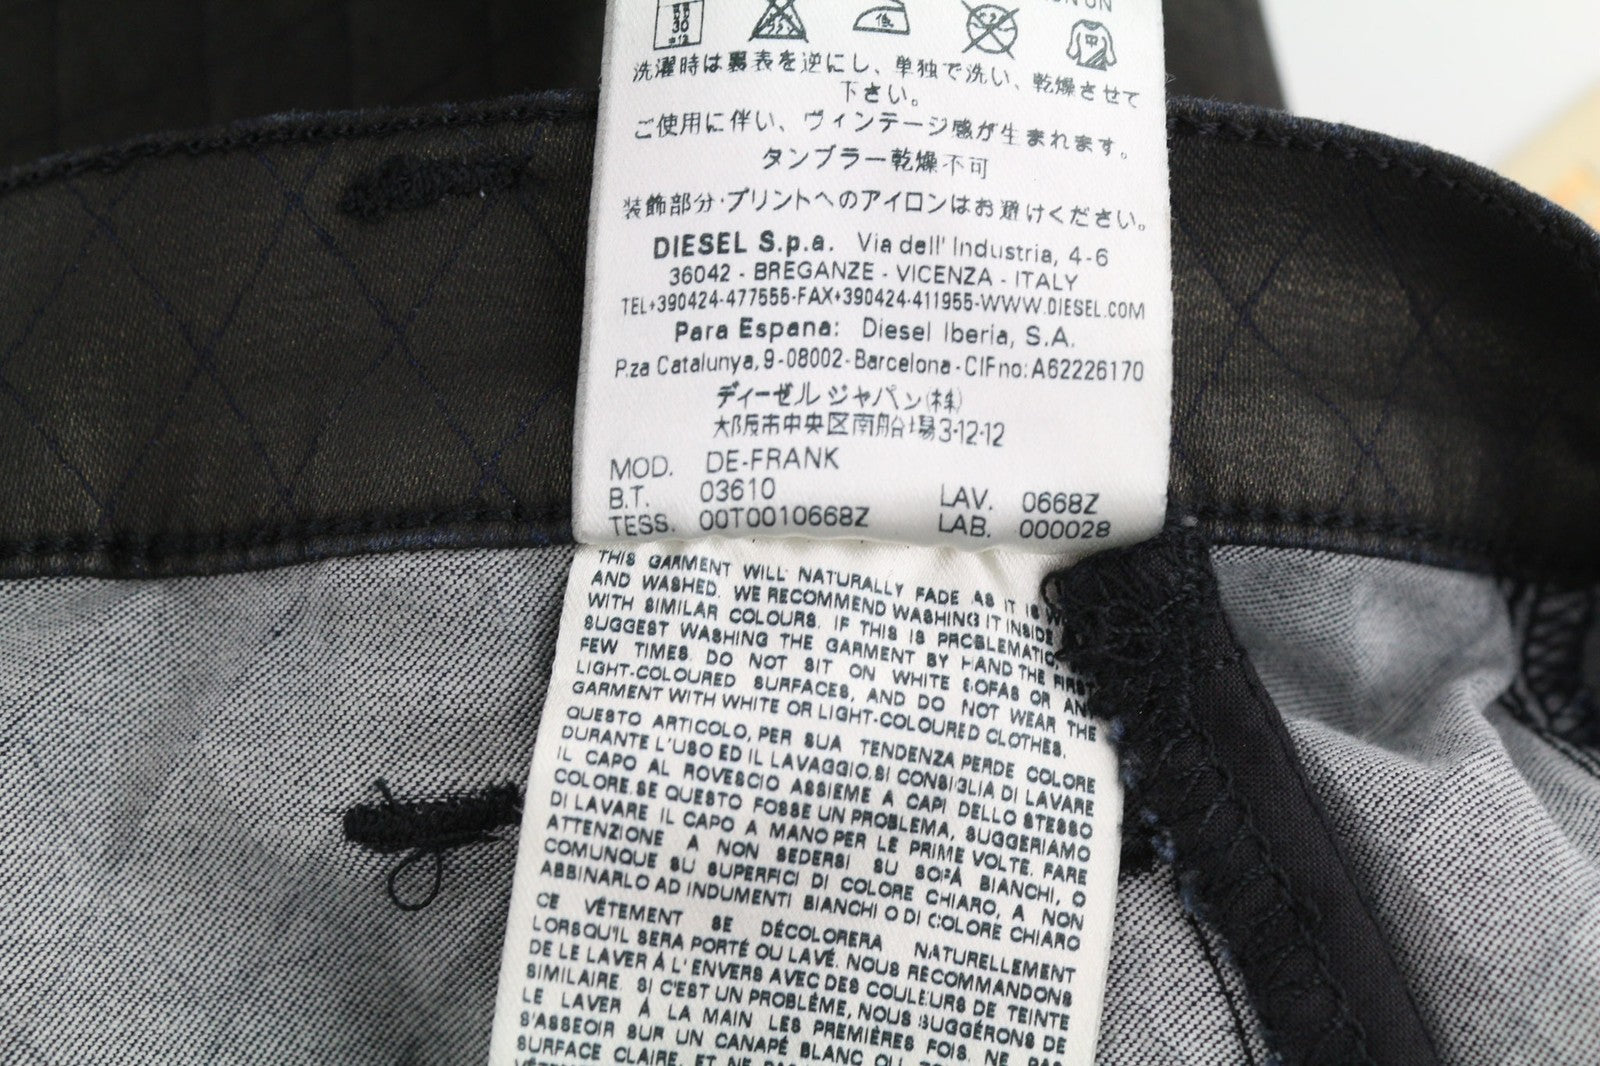 洗濯時は裏表を逆にし、単独で洗い、乾燥させて
下さい。
ご使用に伴い、ヴィンテージ感が生まれます。
タンブラー乾燥不可
装飾部分·プリントへのアイロンはお避けください。
DIESEL S.p.a. Via dell' Industria, 4-6
36042 - BREGANZE - VICENZA - ITALY
TEL+390424-477555-FAX+390424-411955-WWW.DIESEL.COM
Para Espana: Diesel Iberia, S.A.
P.za Catalunya, 9-08002-Barcelona-CIFno: A62226170
ディーゼル ジャパン(株)
大阪市中央区南船場3-12-12
MOD. DE-FRANK
B.T. 03610 LAV. 0668Z
TESS. 00T0010668Z LAB. 000028
THIS GARMENT WILL NATURALLY FADE AS IT IS
AND WASHED. WE RECOMMEND WASHING IT INSIDE
WITH SIMILAR COLOURS. IF THIS IS PROBLEMATIC,
SUGGEST WASHING THE GARMENT BY HAND THE FIRST
FEW TIMES. DO NOT SIT ON WHITE SOFAS OR ANY
LIGHT-COLOURED SURFACES, AND DO NOT WEAR THE
GARMENT WITH WHITE OR LIGHT-COLOURED CLOTHES.
QUESTO ARTICOLO, PER SUA TENDENZA PERDE COLORE
DURANTE L'USO ED IL LAVAGGIO. SI CONSIGLIA DI LAVARE
IL CAPO AL ROVESCIO ASSIEME A CAPI DELLO STESSO
COLORE. SE QUESTO FOSSE UN PROBLEMA, SUGGERIAMO
DI LAVARE IL CAPO A MANO PER LE PRIME VOLTE. FARE
ATTENZIONE A NON SEDERSI SU SOFÀ BIANCHI, O
COMUNQUE SU SUPERFICI DI COLORE CHIARO, A NON
ABBINARLO AD INDUMENTI BIANCHI O DI COLORE CHIARO
CE VÊTEMENT SE DÉCOLORERA NATURELLEMENT
LORSQU'IL SERA PORTÉ OU LAVÉ. NOUS RECOMMANDONS
DE LE LAVER À L'ENVERS AVEC DES COULEURS DE TEINTE
SIMILAIRE. SI C'EST UN PROBLÈME, NOUS SUGGÉRONS DE
LE LAVER À LA MAIN LES PREMIÈRES FOIS. NE PAS
S'ASSEOIR SUR UN CANAPÉ BLANC OU
SURFACE CLAIRE, ET NE